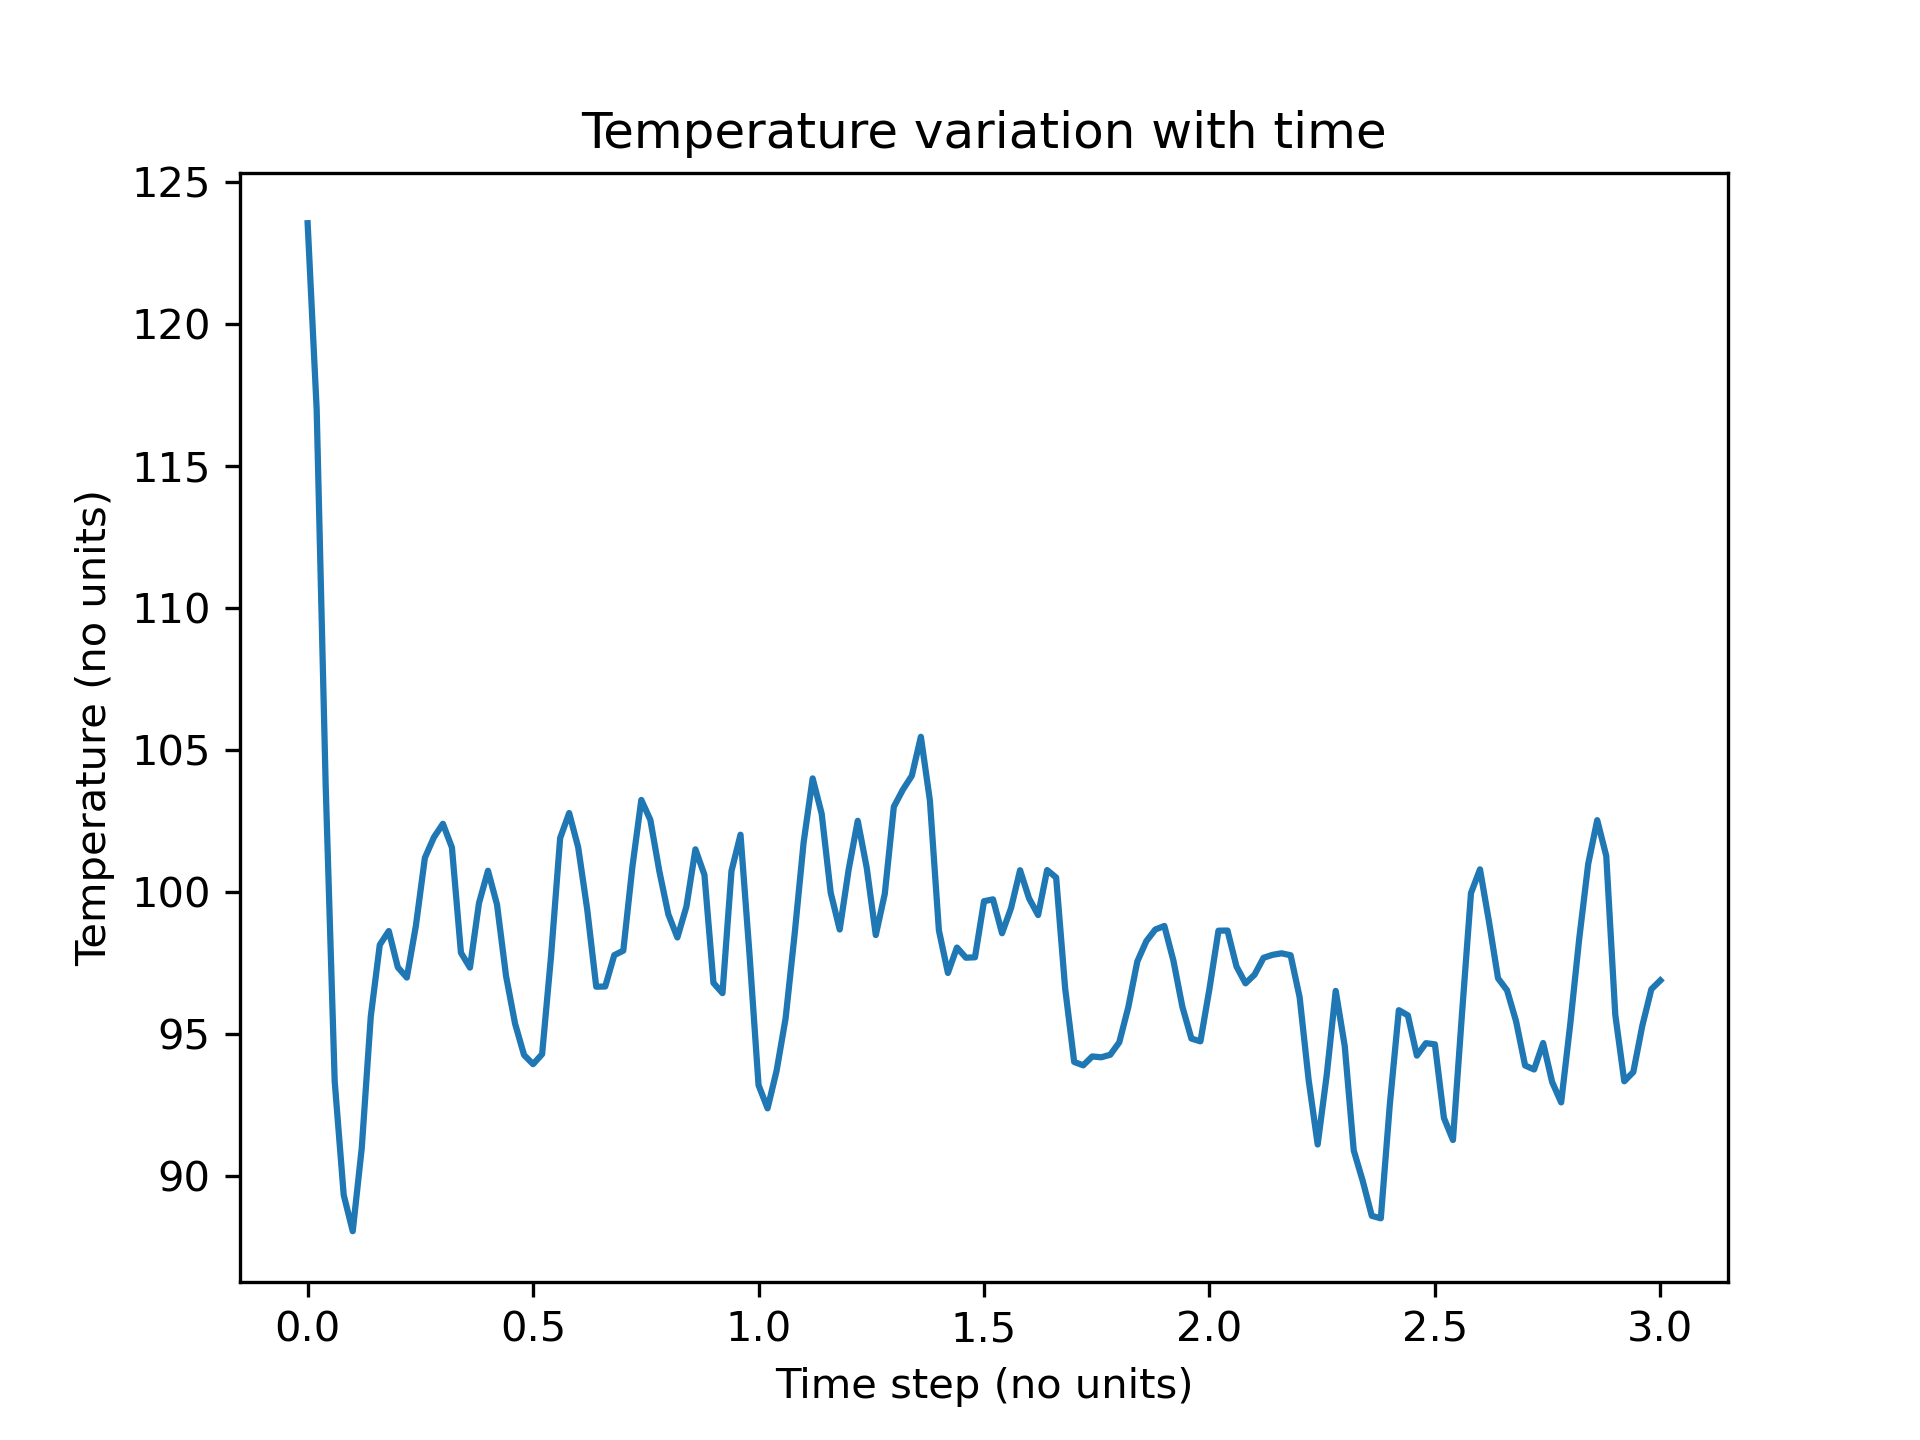 Temperature variation with time
125
120
115
110
105
100
95
90
Temperature (no units)
0.0 0.5 1.0 1.5 2.0 2.5 3.0
Time step (no units)